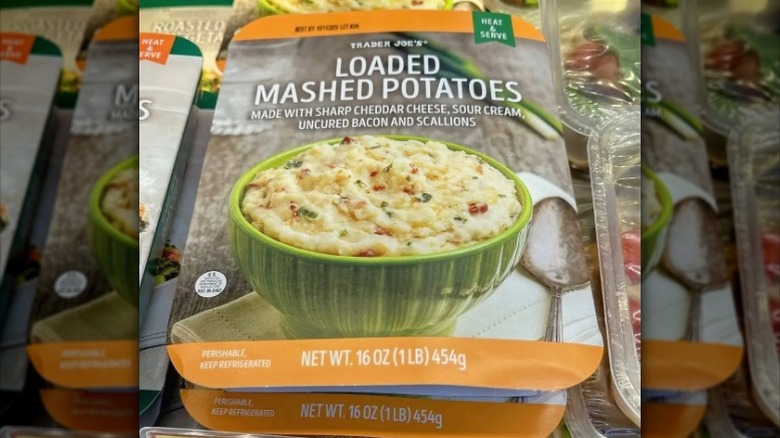 BEST BY
HEAT &
SERVE
TRADER JOE'S®
LOADED
MASHED POTATOES
MADE WITH SHARP CHEDDAR CHEESE, SOUR CREAM,
UNCURED BACON AND SCALLIONS
PERISHABLE,
KEEP REFRIGERATED
NET WT. 16 OZ (1 LB) 454g
PERISHABLE,
KEEP REFRIGERATED
NET WT. 16 OZ (1 LB) 454g
HEAT &
SERVE
ROASTED